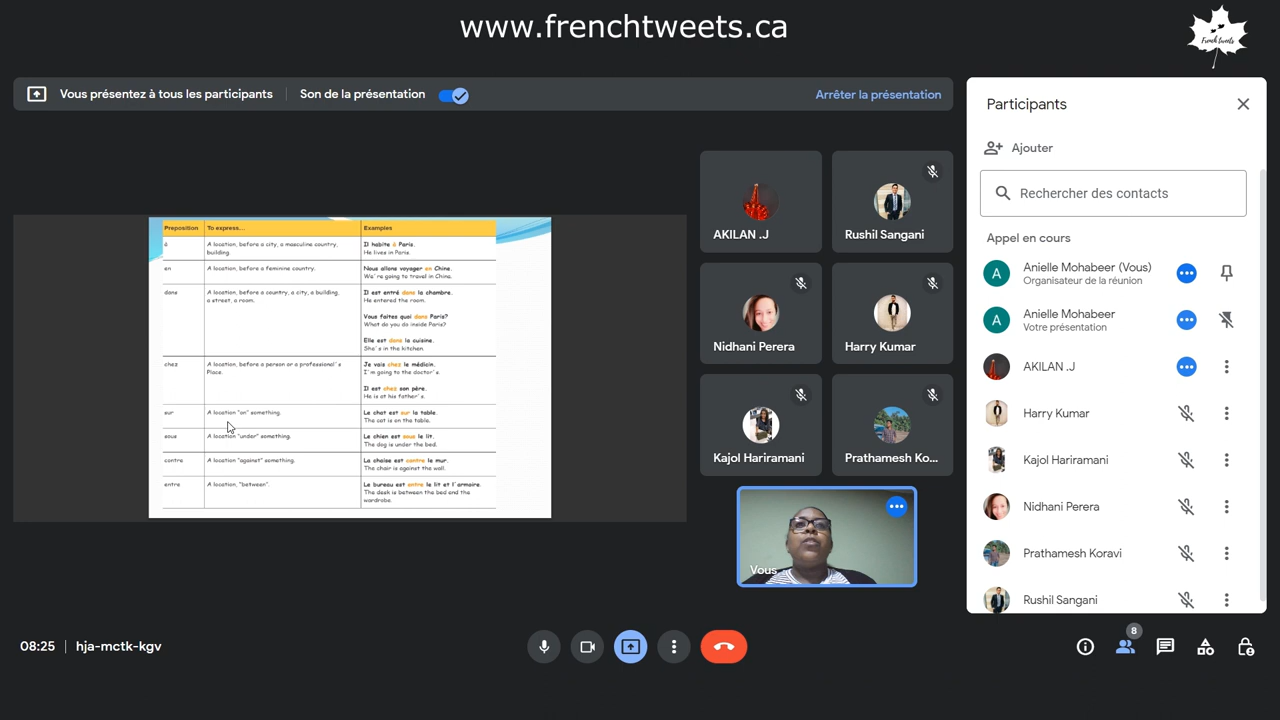 www.frenchtweets.ca
French tweets
Vous présentez à tous les participants
Son de la présentation
Arrêter la présentation
Preposition To express... Examples
à A location, before a city, a masculine country, Il habite à Paris.
building. He lives in Paris.
en A location, before a feminine country. Nous allons voyager en Chine.
We're going to travel in China.
dans A location, before a country, a city, a building, Il est entré dans la chambre.
a street, a room. He entered the room.
Vous faites quoi dans Paris?
What do you do inside Paris?
Elle est dans la cuisine.
She's in the kitchen.
chez A location, before a person or a professional's Je vais chez le médicin.
Place. I'm going to the doctor's.
Il est chez son père.
He is at his father's.
sur A location "on" something. Le chat est sur la table.
The cat is on the table.
sous A location "under" something. Le chien est sous le lit.
The dog is under the bed.
contre A location "against" something. La chaise est contre le mur.
The chair is against the wall.
entre A location, "between". Le bureau est entre le lit et l'armoire.
The desk is between the bed and the
wardrobe.
AKILAN .J
Rushil Sangani
Nidhani Perera
Harry Kumar
Kajol Hariramani
Prathamesh Ko...
Vous
Participants
Ajouter
Rechercher des contacts
Appel en cours
A Anielle Mohabeer (Vous)
Organisateur de la réunion
A Anielle Mohabeer
Votre présentation
AKILAN .J
Harry Kumar
Kajol Hariramani
Nidhani Perera
Prathamesh Koravi
Rushil Sangani
08:25 | hja-mctk-kgv
8